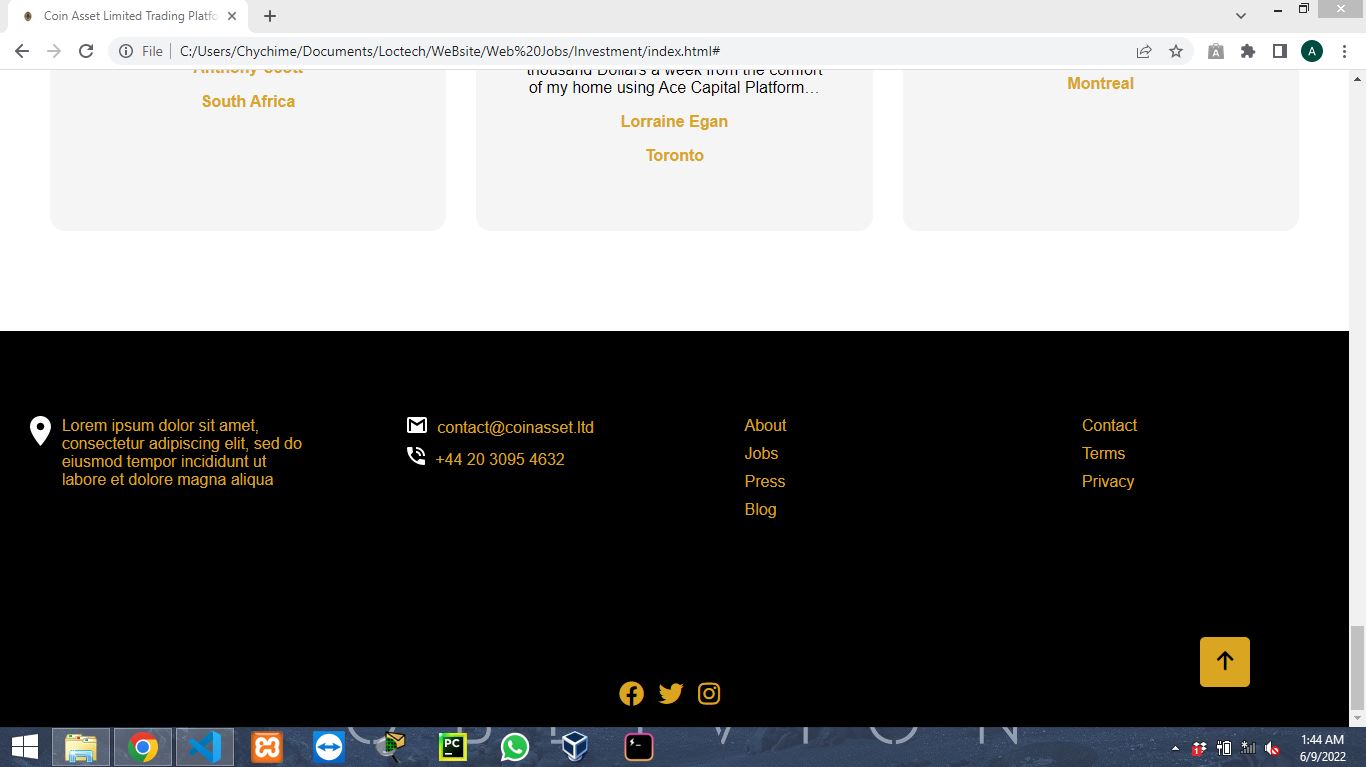 Coin Asset Limited Trading Platfo
File
C:/Users/Chychime/Documents/Loctech/WeBsite/Web%20Jobs/Investment/index.html#
A
A
Anthony Scott
South Africa
thousand Dollars a week from the comfort
of my home using Ace Capital Platform…
Lorraine Egan
Toronto
Montreal
Lorem ipsum dolor sit amet,
consectetur adipiscing elit, sed do
eiusmod tempor incididunt ut
labore et dolore magna aliqua
contact@coinasset.ltd
+44 20 3095 4632
About
Jobs
Press
Blog
Contact
Terms
Privacy
PC
1:44 AM
6/9/2022